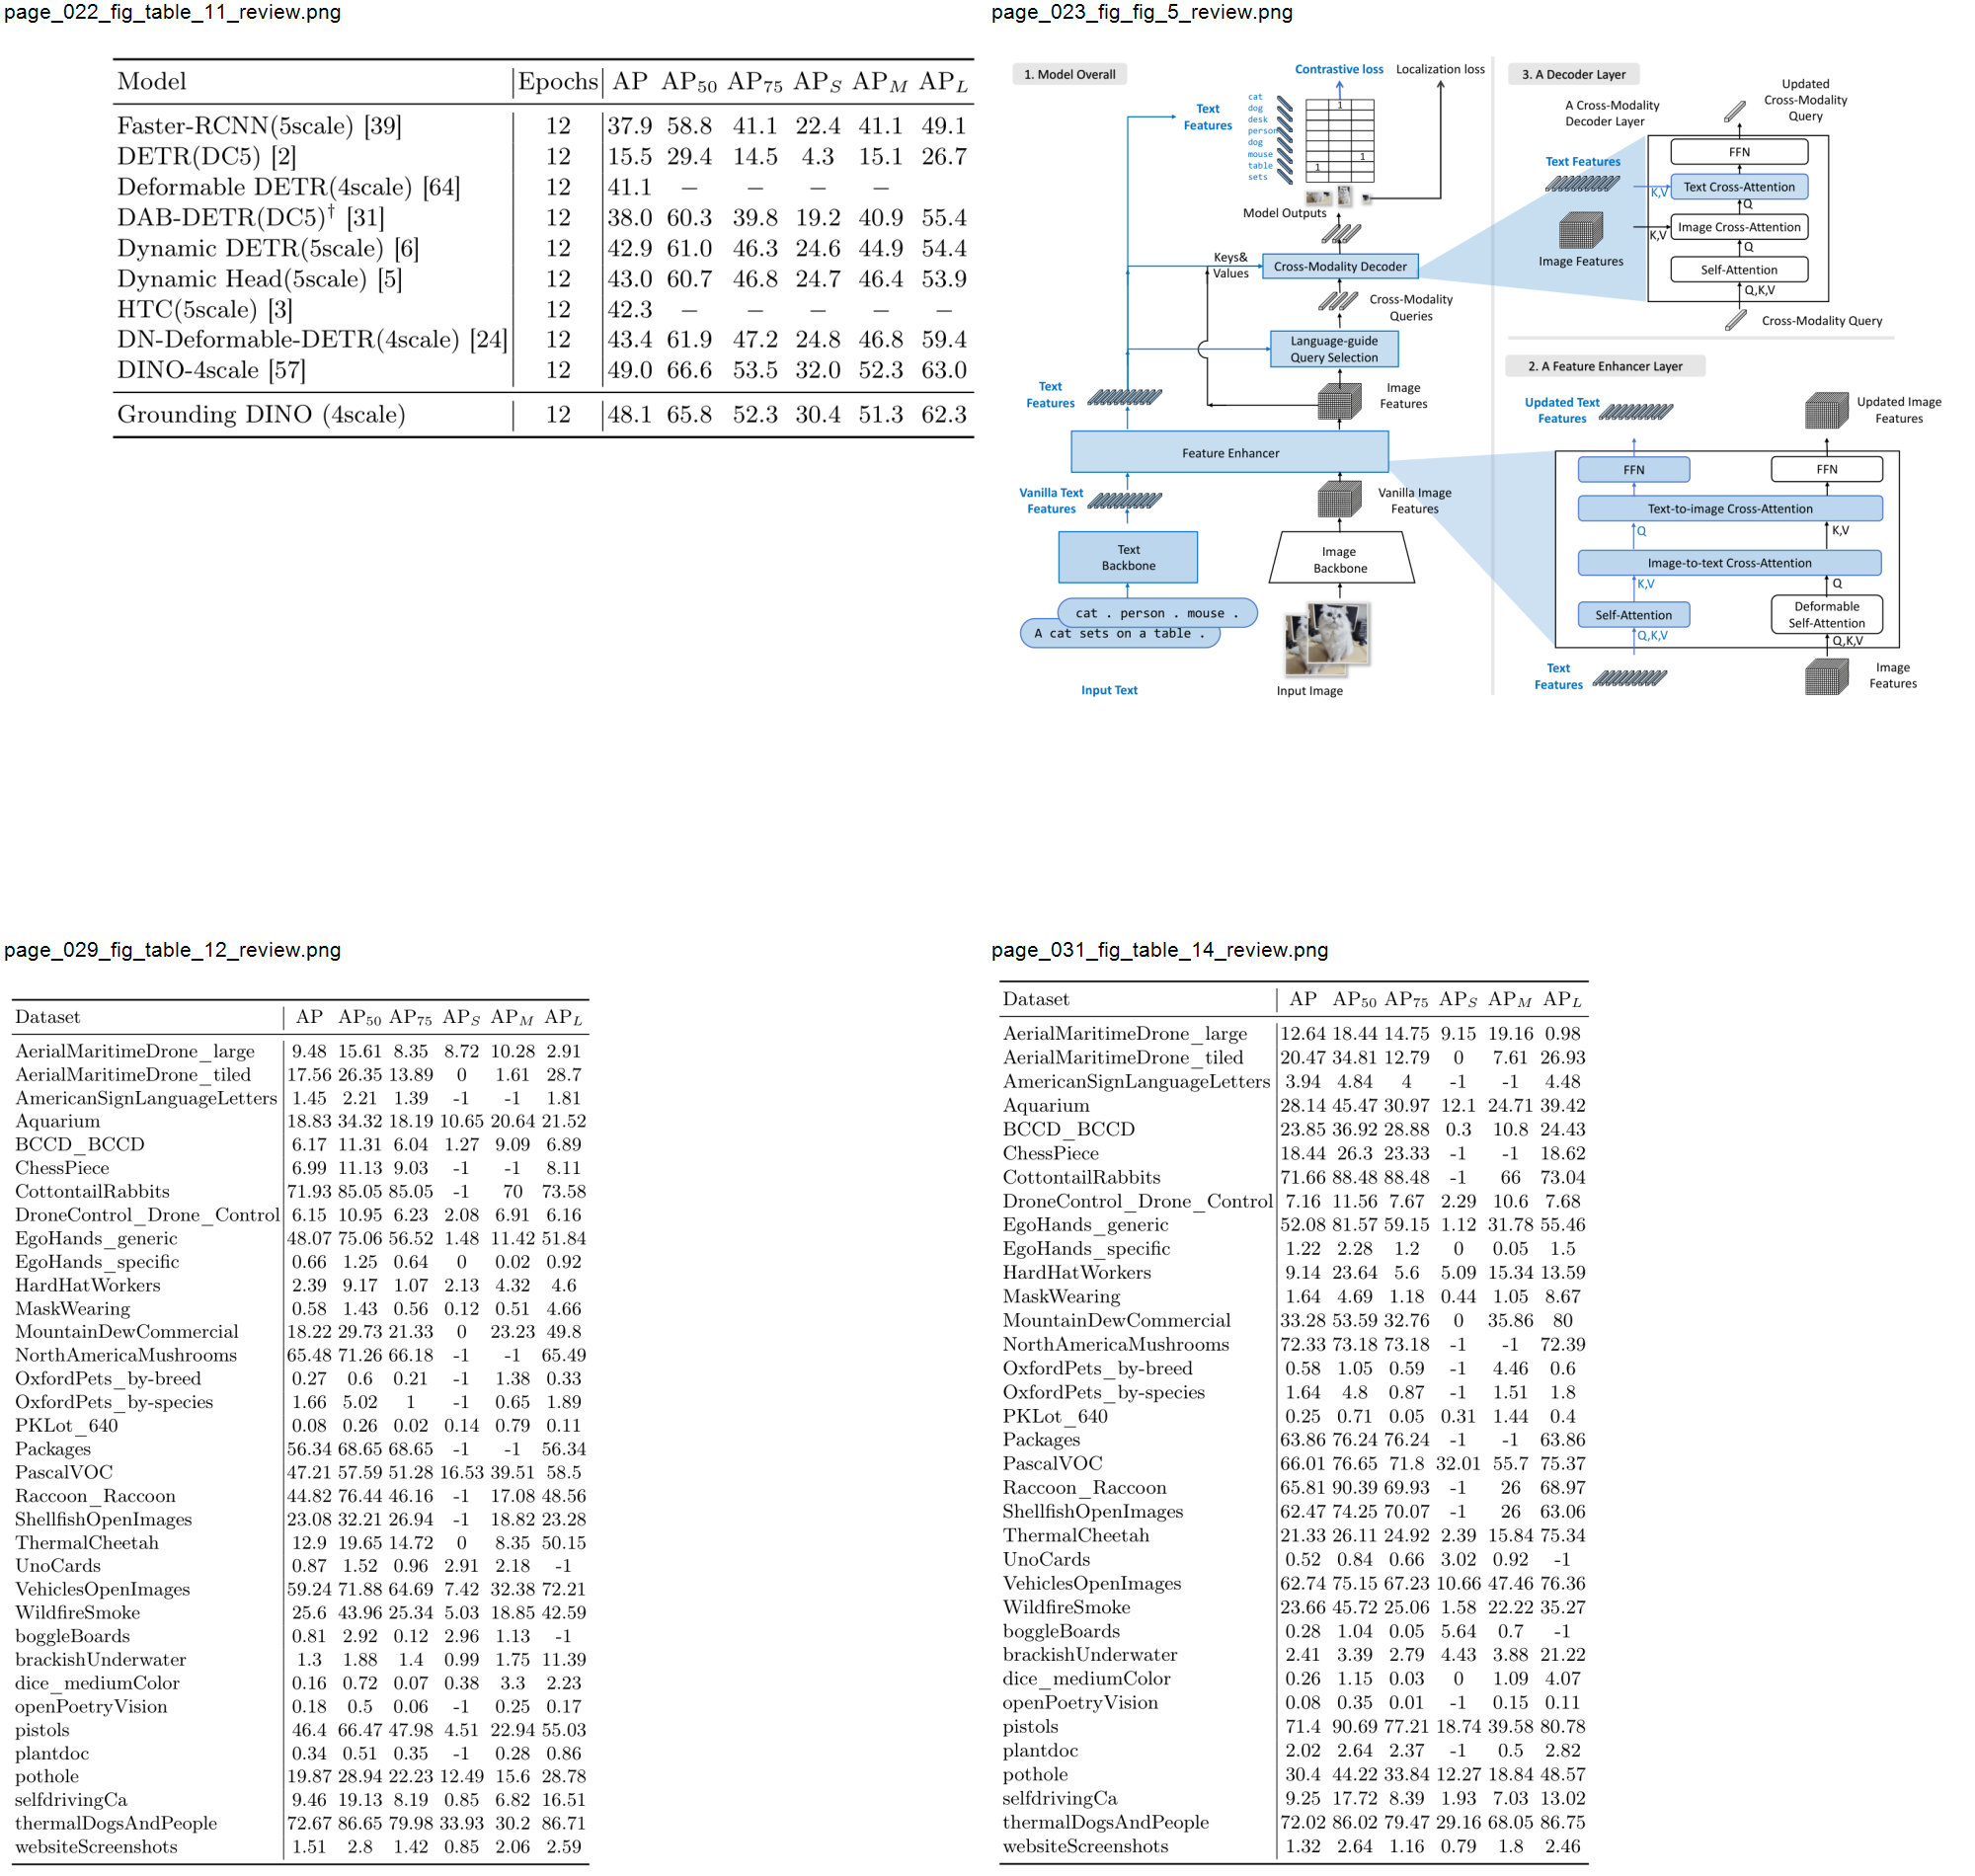 page_022_fig_table_11_review.png
Model Epochs AP AP50 AP75 APS APM APL
Faster-RCNN(5scale) [39] 12 37.9 58.8 41.1 22.4 41.1 49.1
DETR(DC5) [2] 12 15.5 29.4 14.5 4.3 15.1 26.7
Deformable DETR(4scale) [64] 12 41.1 − − − −
DAB-DETR(DC5)† [31] 12 38.0 60.3 39.8 19.2 40.9 55.4
Dynamic DETR(5scale) [6] 12 42.9 61.0 46.3 24.6 44.9 54.4
Dynamic Head(5scale) [5] 12 43.0 60.7 46.8 24.7 46.4 53.9
HTC(5scale) [3] 12 42.3 − − − − −
DN-Deformable-DETR(4scale) [24] 12 43.4 61.9 47.2 24.8 46.8 59.4
DINO-4scale [57] 12 49.0 66.6 53.5 32.0 52.3 63.0
Grounding DINO (4scale) 12 48.1 65.8 52.3 30.4 51.3 62.3
page_023_fig_fig_5_review.png
1. Model Overall
Contrastive loss
Localization loss
Text
Features
cat
dog
desk
person
dog
mouse
table
sets
1
1
1
Model Outputs
Keys&
Values
Cross-Modality Decoder
Cross-Modality
Queries
Language-guide
Query Selection
Text
Features
Image
Features
Feature Enhancer
Vanilla Text
Features
Vanilla Image
Features
Text
Backbone
Image
Backbone
cat . person . mouse .
A cat sets on a table .
Input Text
Input Image
3. A Decoder Layer
A Cross-Modality
Decoder Layer
Updated
Cross-Modality
Query
FFN
Text Features
Text Cross-Attention
K,V
Q
Image Cross-Attention
K,V
Q
Image Features
Self-Attention
Q,K,V
Cross-Modality Query
2. A Feature Enhancer Layer
Updated Text
Features
Updated Image
Features
FFN
FFN
Text-to-image Cross-Attention
Q
K,V
Image-to-text Cross-Attention
K,V
Q
Self-Attention
Deformable
Self-Attention
Q,K,V
Q,K,V
Text
Features
Image
Features
page_029_fig_table_12_review.png
Dataset AP AP50 AP75 APS APM APL
AerialMaritimeDrone_large 9.48 15.61 8.35 8.72 10.28 2.91
AerialMaritimeDrone_tiled 17.56 26.35 13.89 0 1.61 28.7
AmericanSignLanguageLetters 1.45 2.21 1.39 -1 -1 1.81
Aquarium 18.83 34.32 18.19 10.65 20.64 21.52
BCCD_BCCD 6.17 11.31 6.04 1.27 9.09 6.89
ChessPiece 6.99 11.13 9.03 -1 -1 8.11
CottontailRabbits 71.93 85.05 85.05 -1 70 73.58
DroneControl_Drone_Control 6.15 10.95 6.23 2.08 6.91 6.16
EgoHands_generic 48.07 75.06 56.52 1.48 11.42 51.84
EgoHands_specific 0.66 1.25 0.64 0 0.02 0.92
HardHatWorkers 2.39 9.17 1.07 2.13 4.32 4.6
MaskWearing 0.58 1.43 0.56 0.12 0.51 4.66
MountainDewCommercial 18.22 29.73 21.33 0 23.23 49.8
NorthAmericaMushrooms 65.48 71.26 66.18 -1 -1 65.49
OxfordPets_by-breed 0.27 0.6 0.21 -1 1.38 0.33
OxfordPets_by-species 1.66 5.02 1 -1 0.65 1.89
PKLot_640 0.08 0.26 0.02 0.14 0.79 0.11
Packages 56.34 68.65 68.65 -1 -1 56.34
PascalVOC 47.21 57.59 51.28 16.53 39.51 58.5
Raccoon_Raccoon 44.82 76.44 46.16 -1 17.08 48.56
ShellfishOpenImages 23.08 32.21 26.94 -1 18.82 23.28
ThermalCheetah 12.9 19.65 14.72 0 8.35 50.15
UnoCards 0.87 1.52 0.96 2.91 2.18 -1
VehiclesOpenImages 59.24 71.88 64.69 7.42 32.38 72.21
WildfireSmoke 25.6 43.96 25.34 5.03 18.85 42.59
boggleBoards 0.81 2.92 0.12 2.96 1.13 -1
brackishUnderwater 1.3 1.88 1.4 0.99 1.75 11.39
dice_mediumColor 0.16 0.72 0.07 0.38 3.3 2.23
openPoetryVision 0.18 0.5 0.06 -1 0.25 0.17
pistols 46.4 66.47 47.98 4.51 22.94 55.03
plantdoc 0.34 0.51 0.35 -1 0.28 0.86
pothole 19.87 28.94 22.23 12.49 15.6 28.78
selfdrivingCa 9.46 19.13 8.19 0.85 6.82 16.51
thermalDogsAndPeople 72.67 86.65 79.98 33.93 30.2 86.71
websiteScreenshots 1.51 2.8 1.42 0.85 2.06 2.59
page_031_fig_table_14_review.png
Dataset AP AP50 AP75 APS APM APL
AerialMaritimeDrone_large 12.64 18.44 14.75 9.15 19.16 0.98
AerialMaritimeDrone_tiled 20.47 34.81 12.79 0 7.61 26.93
AmericanSignLanguageLetters 3.94 4.84 4 -1 -1 4.48
Aquarium 28.14 45.47 30.97 12.1 24.71 39.42
BCCD_BCCD 23.85 36.92 28.88 0.3 10.8 24.43
ChessPiece 18.44 26.3 23.33 -1 -1 18.62
CottontailRabbits 71.66 88.48 88.48 -1 66 73.04
DroneControl_Drone_Control 7.16 11.56 7.67 2.29 10.6 7.68
EgoHands_generic 52.08 81.57 59.15 1.12 31.78 55.46
EgoHands_specific 1.22 2.28 1.2 0 0.05 1.5
HardHatWorkers 9.14 23.64 5.6 5.09 15.34 13.59
MaskWearing 1.64 4.69 1.18 0.44 1.05 8.67
MountainDewCommercial 33.28 53.59 32.76 0 35.86 80
NorthAmericaMushrooms 72.33 73.18 73.18 -1 -1 72.39
OxfordPets_by-breed 0.58 1.05 0.59 -1 4.46 0.6
OxfordPets_by-species 1.64 4.8 0.87 -1 1.51 1.8
PKLot_640 0.25 0.71 0.05 0.31 1.44 0.4
Packages 63.86 76.24 76.24 -1 -1 63.86
PascalVOC 66.01 76.65 71.8 32.01 55.7 75.37
Raccoon_Raccoon 65.81 90.39 69.93 -1 26 68.97
ShellfishOpenImages 62.47 74.25 70.07 -1 26 63.06
ThermalCheetah 21.33 26.11 24.92 2.39 15.84 75.34
UnoCards 0.52 0.84 0.66 3.02 0.92 -1
VehiclesOpenImages 62.74 75.15 67.23 10.66 47.46 76.36
WildfireSmoke 23.66 45.72 25.06 1.58 22.22 35.27
boggleBoards 0.28 1.04 0.05 5.64 0.7 -1
brackishUnderwater 2.41 3.39 2.79 4.43 3.88 21.22
dice_mediumColor 0.26 1.15 0.03 0 1.09 4.07
openPoetryVision 0.08 0.35 0.01 -1 0.15 0.11
pistols 71.4 90.69 77.21 18.74 39.58 80.78
plantdoc 2.02 2.64 2.37 -1 0.5 2.82
pothole 30.4 44.22 33.84 12.27 18.84 48.57
selfdrivingCa 9.25 17.72 8.39 1.93 7.03 13.02
thermalDogsAndPeople 72.02 86.02 79.47 29.16 68.05 86.75
websiteScreenshots 1.32 2.64 1.16 0.79 1.8 2.46